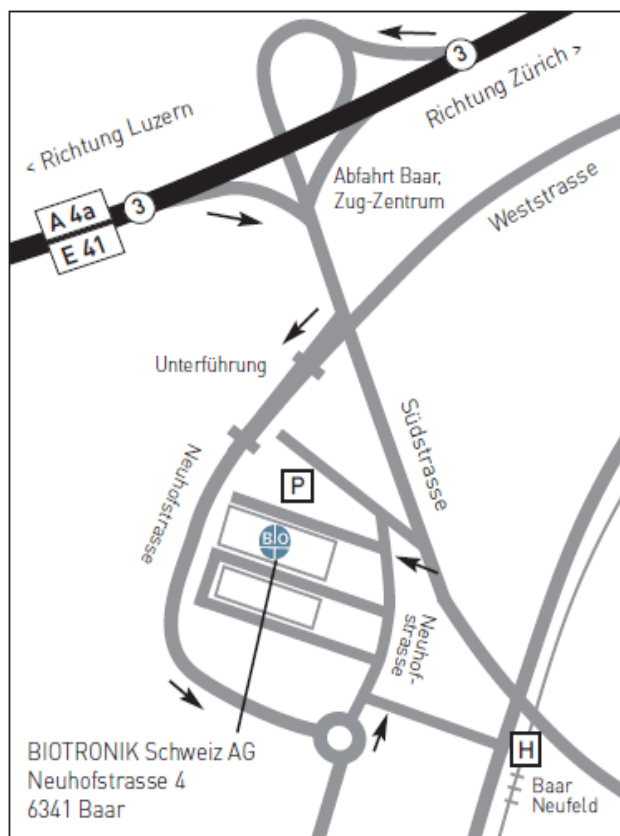 3
Richtung Zürich >
< Richtung Luzern
Abfahrt Baar,
Zug-Zentrum
Weststrasse
3
A 4a
E 41
Unterführung
Südstrasse
Neuhofstrasse
P
BIO
Neuhof-
strasse
BIOTRONIK Schweiz AG
Neuhofstrasse 4
6341 Baar
H
Baar
Neufeld